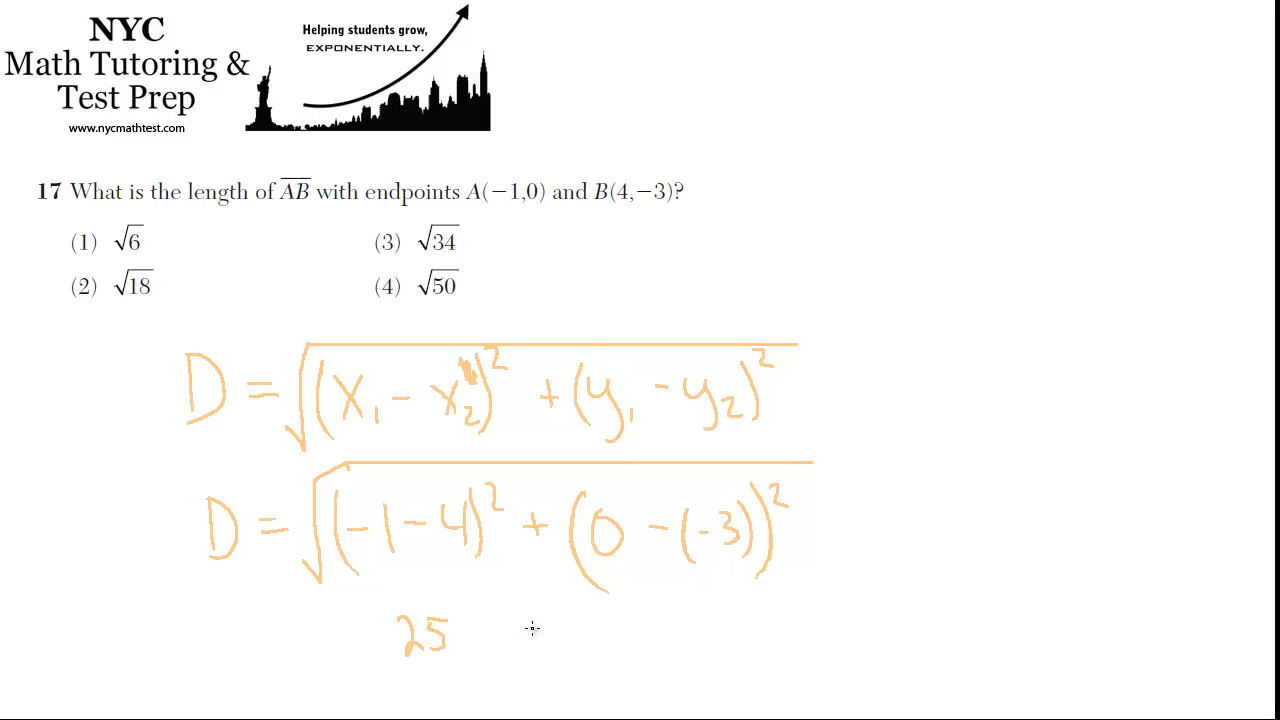 NYC
Math Tutoring &
Test Prep
www.nycmathtest.com
Helping students grow,
EXPONENTIALLY.
17 What is the length of A̅B̅ with endpoints A(−1,0) and B(4,−3)?
(1) √6
(3) √34
(2) √18
(4) √50
D = √((x₁ − x₂)² + (y₁ − y₂)²)
D = √((−1 − 4)² + (0 − (−3))²)
25